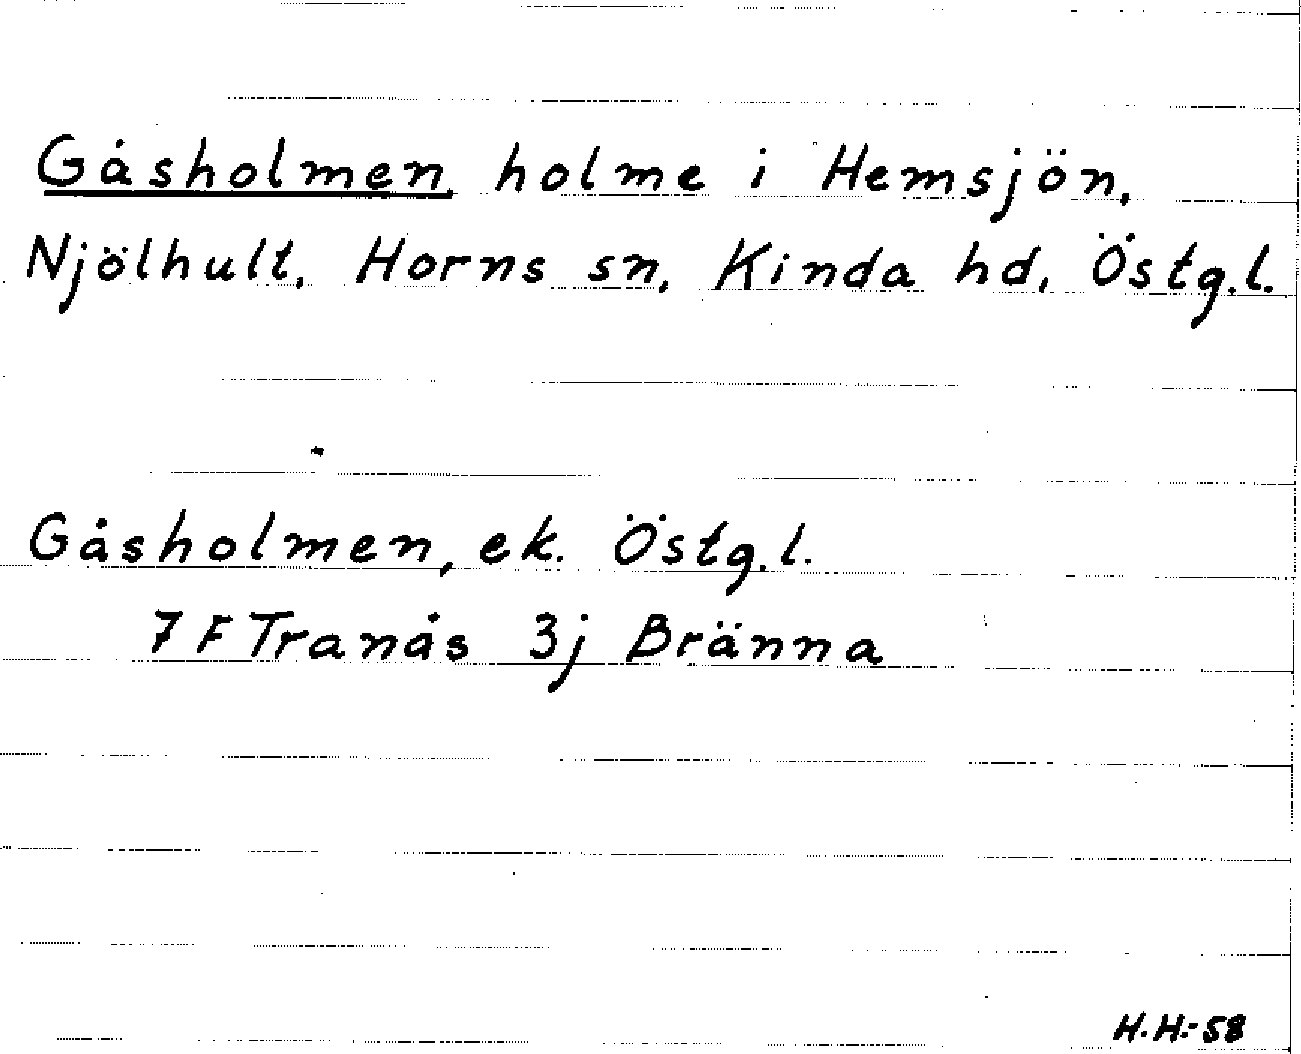 Gåsholmen, holme i Hemsjön,
Njölhult, Horns sn, Kinda hd, Östg.l.
Gåsholmen, ek. Östg.l.
7 F Tranås 3j Bränna
H.H.-58